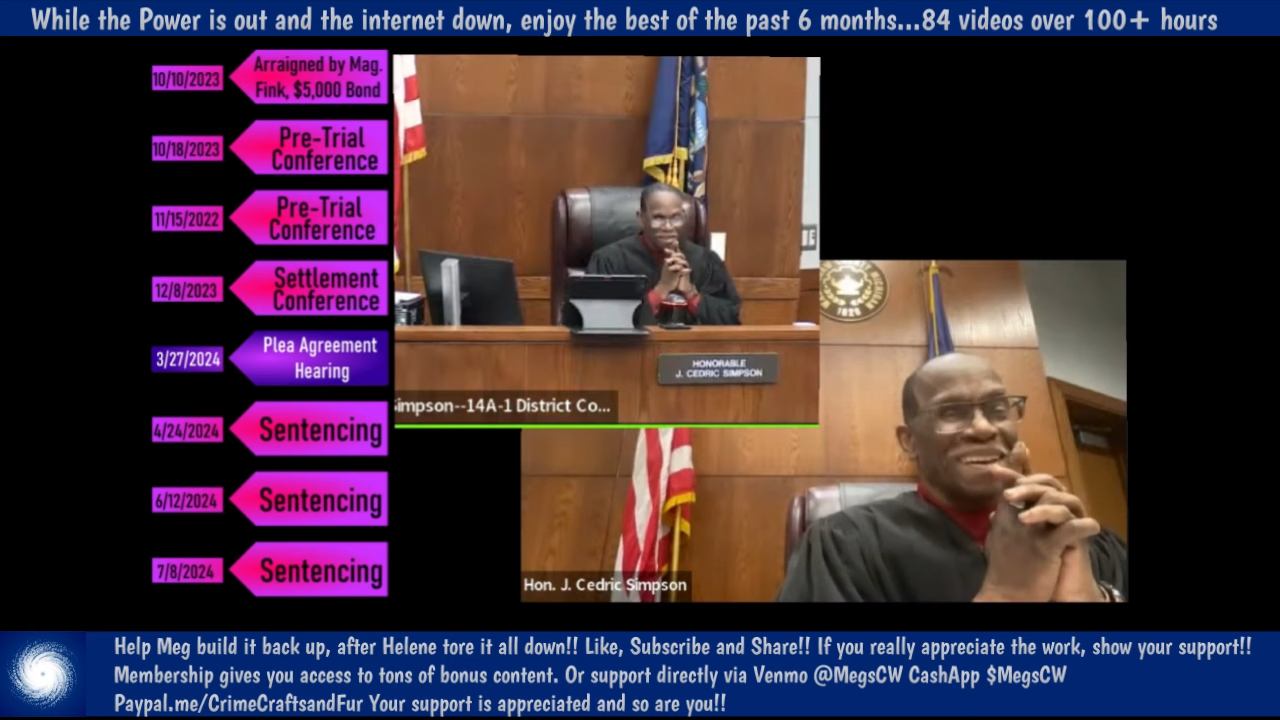 While the Power is out and the internet down, enjoy the best of the past 6 months...84 videos over 100+ hours
10/10/2023
Arraigned by Mag.
Fink, $5,000 Bond
10/18/2023
Pre-Trial
Conference
11/15/2022
Pre-Trial
Conference
12/8/2023
Settlement
Conference
3/27/2024
Plea Agreement
Hearing
4/24/2024
Sentencing
6/12/2024
Sentencing
7/8/2024
Sentencing
HONORABLE
J. CEDRIC SIMPSON
Simpson--14A-1 District Co...
Hon. J. Cedric Simpson
Help Meg build it back up, after Helene tore it all down!! Like, Subscribe and Share!! If you really appreciate the work, show your support!!
Membership gives you access to tons of bonus content. Or support directly via Venmo @MegsCW CashApp $MegsCW
Paypal.me/CrimeCraftsandFur Your support is appreciated and so are you!!